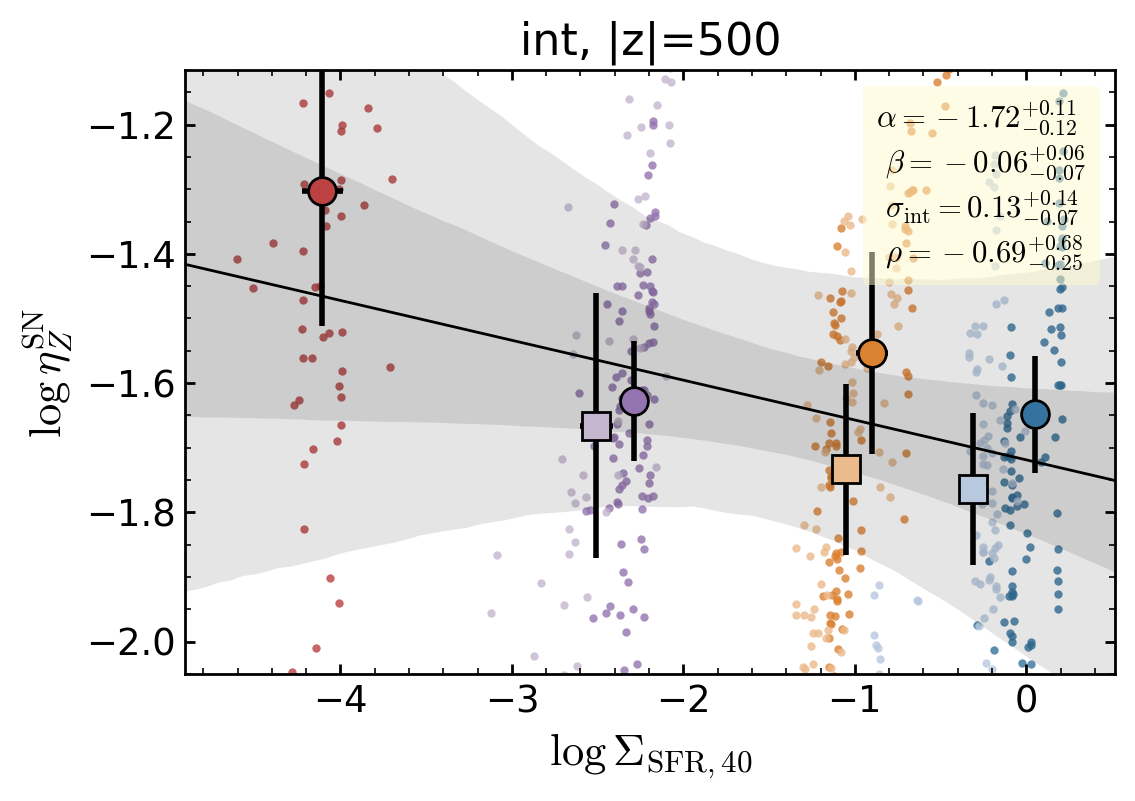 int, |z|=500
α = −1.72 +0.11 −0.12
β = −0.06 +0.06 −0.07
σint = 0.13 +0.14 −0.07
ρ = −0.69 +0.68 −0.25
−1.2
−1.4
−1.6
−1.8
−2.0
log η_Z^SN
−4 −3 −2 −1 0
log Σ_SFR, 40